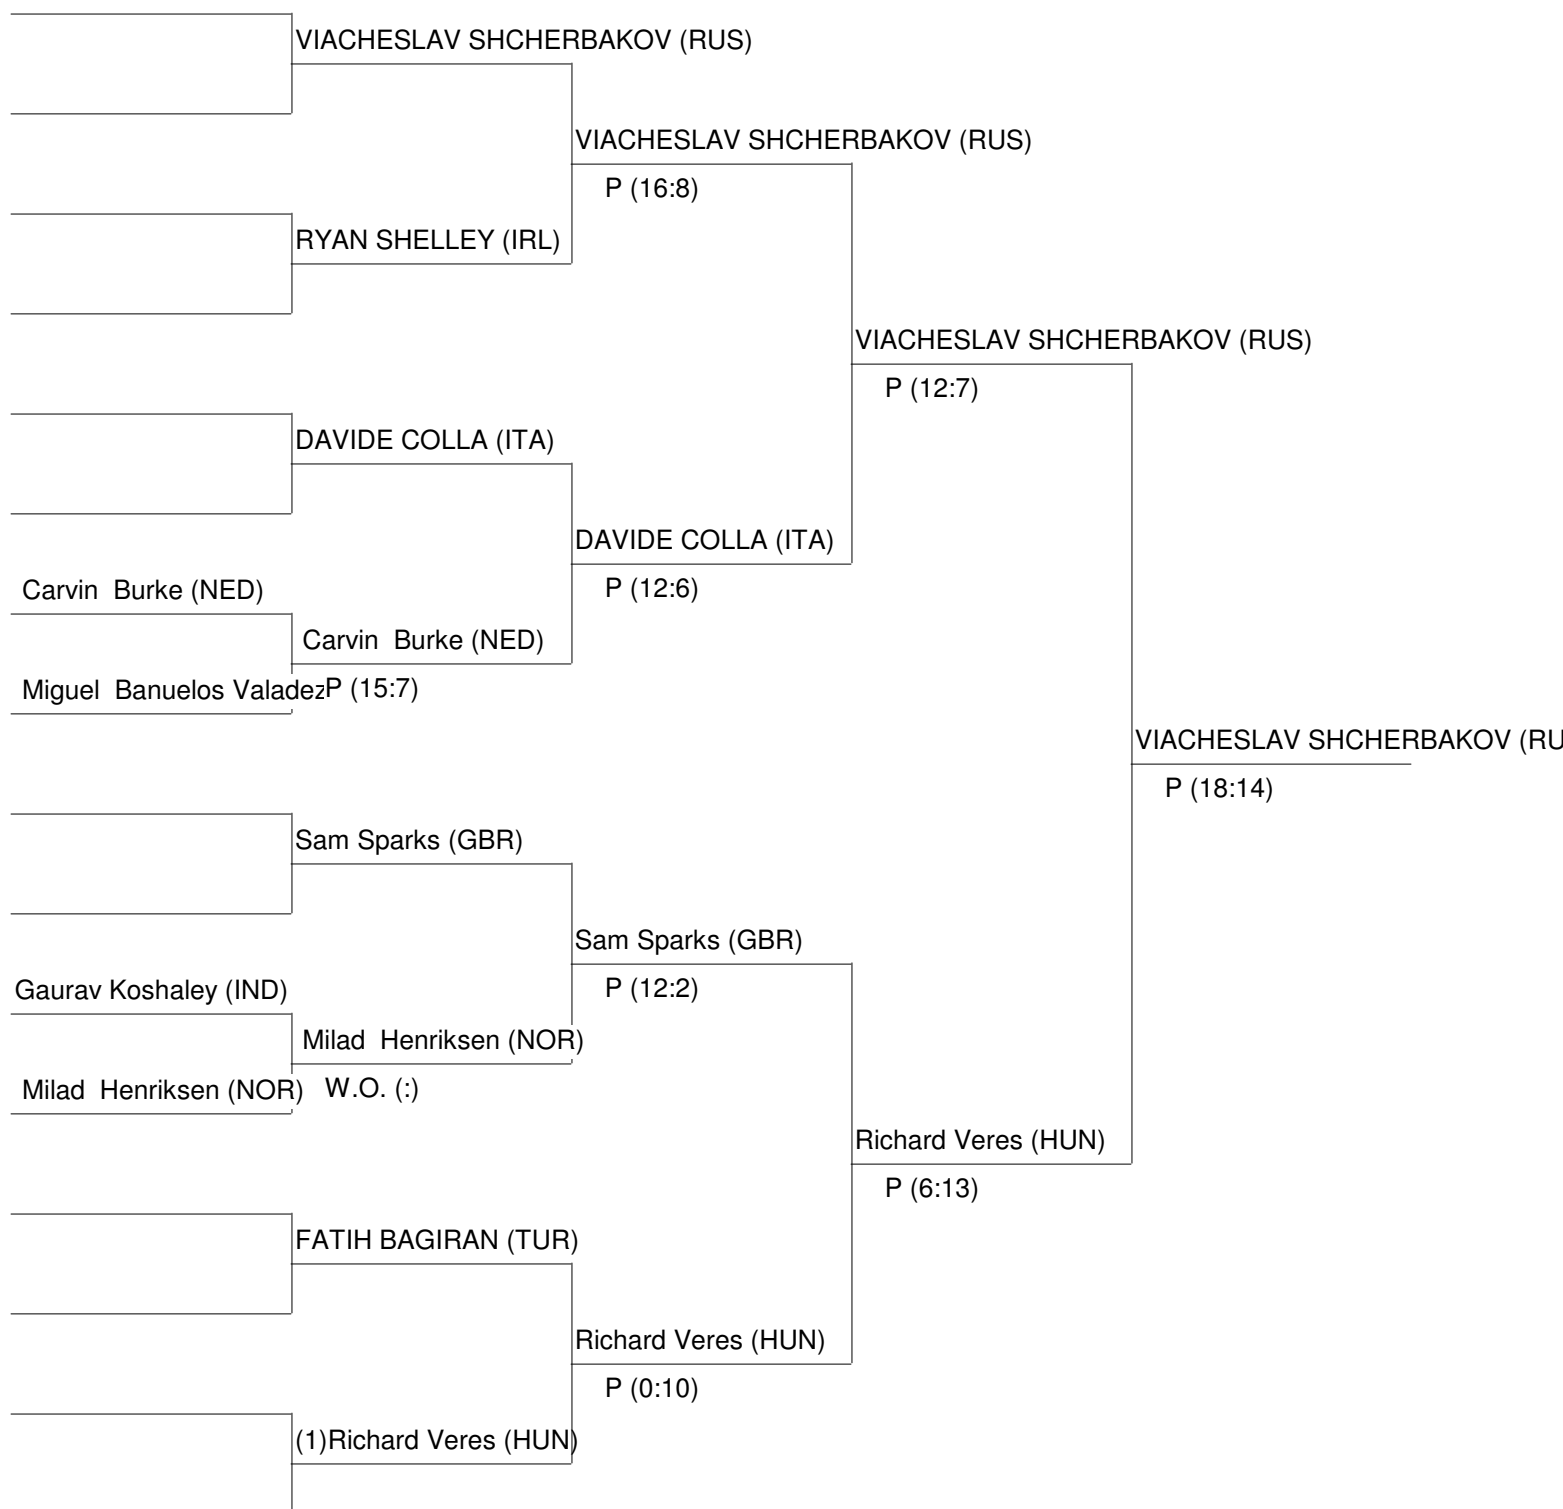 VIACHESLAV SHCHERBAKOV (RUS)
VIACHESLAV SHCHERBAKOV (RUS)
P (16:8)
RYAN SHELLEY (IRL)
VIACHESLAV SHCHERBAKOV (RUS)
P (12:7)
DAVIDE COLLA (ITA)
DAVIDE COLLA (ITA)
P (12:6)
Carvin Burke (NED)
Carvin Burke (NED)
Miguel Banuelos Valadez
P (15:7)
VIACHESLAV SHCHERBAKOV (RU
P (18:14)
Sam Sparks (GBR)
Sam Sparks (GBR)
P (12:2)
Gaurav Koshaley (IND)
Milad Henriksen (NOR)
Milad Henriksen (NOR)
W.O. (:)
Richard Veres (HUN)
P (6:13)
FATIH BAGIRAN (TUR)
Richard Veres (HUN)
P (0:10)
(1)Richard Veres (HUN)